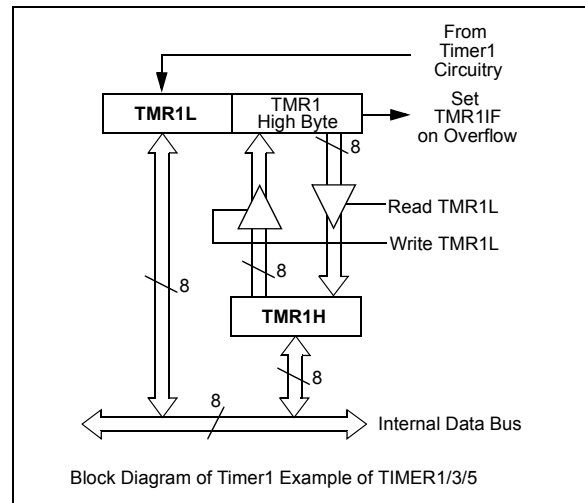 From
Timer1
Circuitry
TMR1L
TMR1
High Byte
Set
TMR1IF
on Overflow
8
Read TMR1L
Write TMR1L
8
8
TMR1H
8
8
Internal Data Bus
Block Diagram of Timer1 Example of TIMER1/3/5